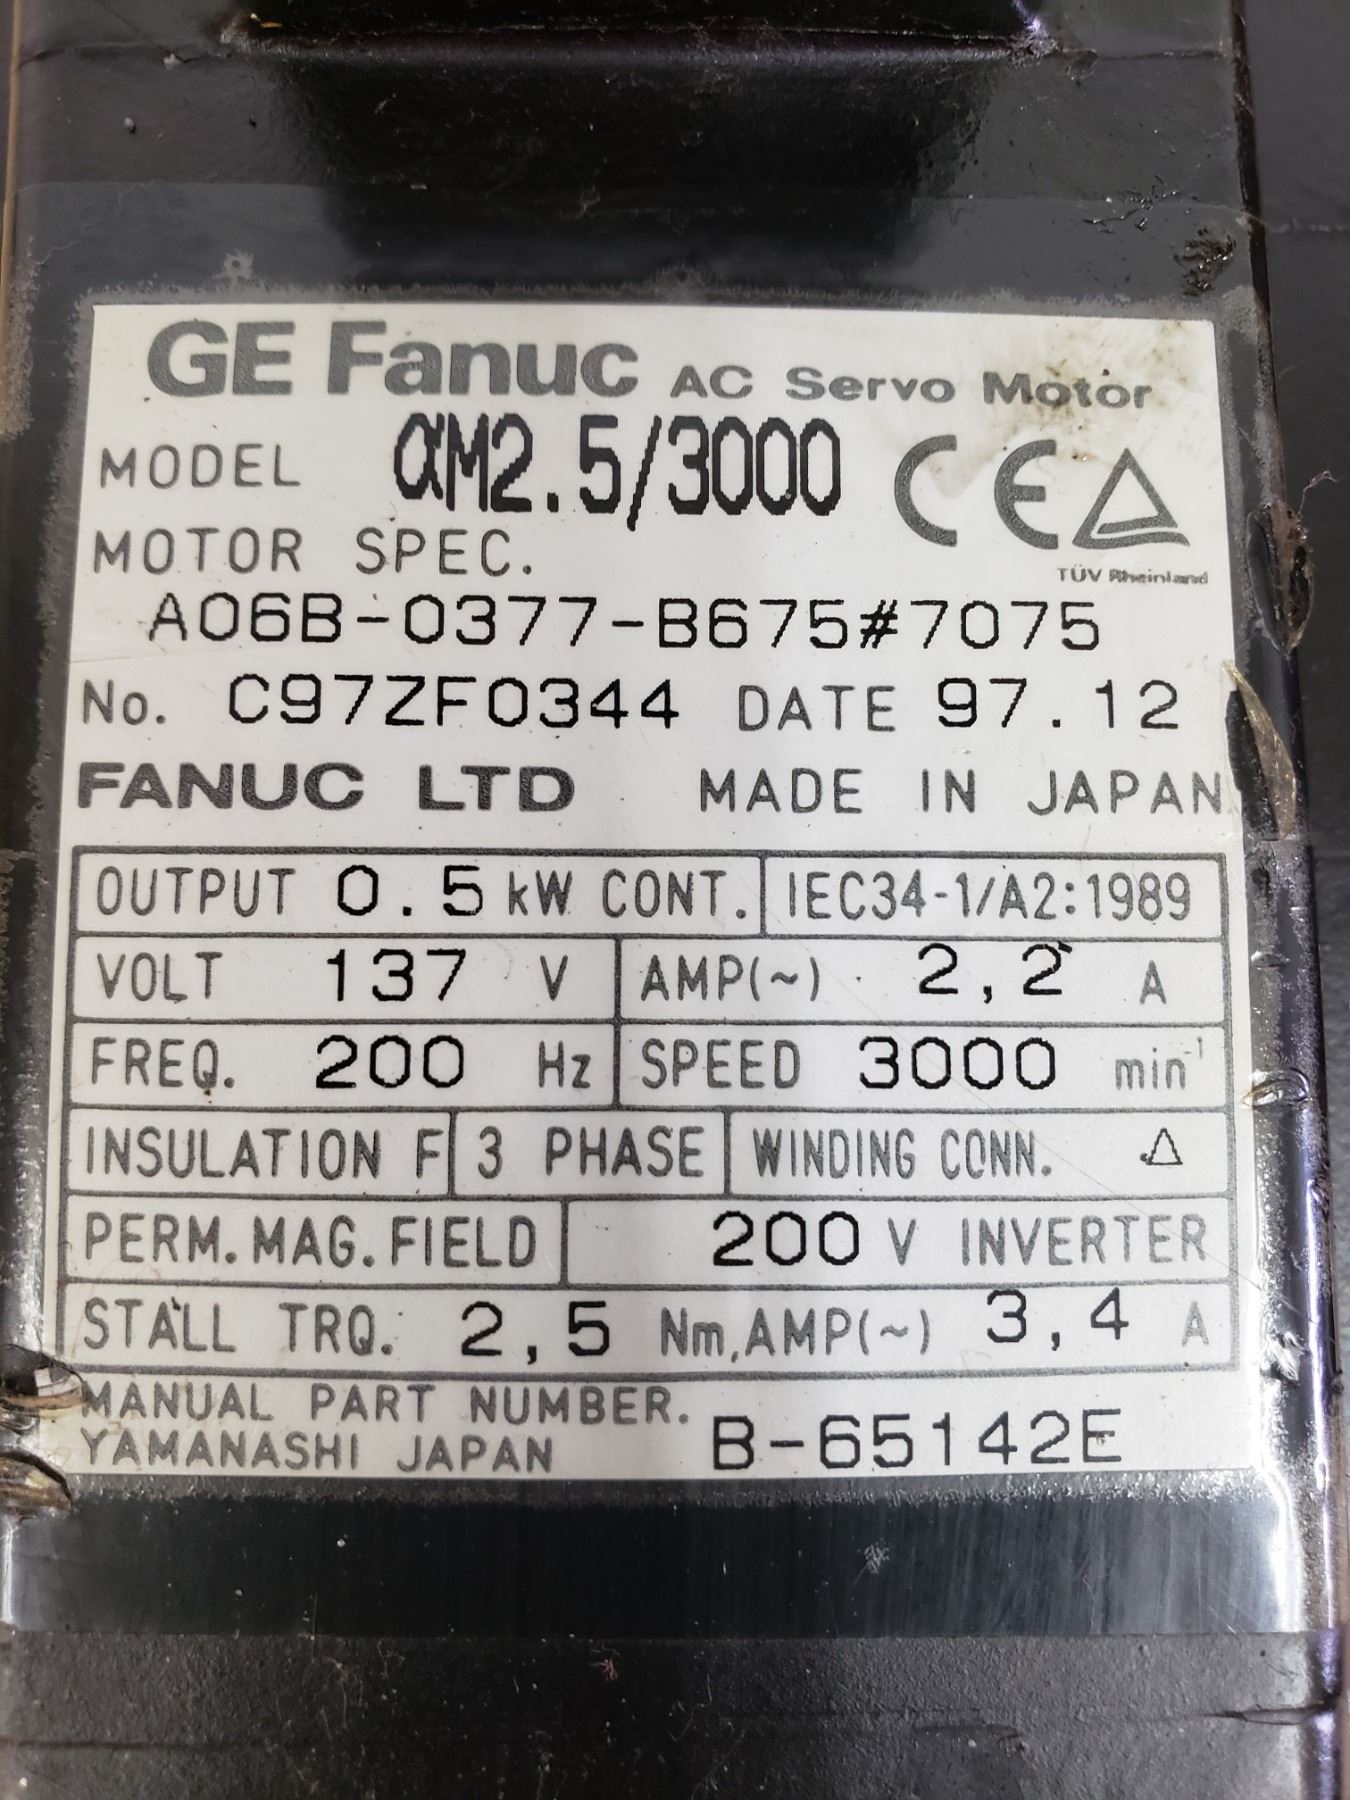 GE Fanuc AC Servo Motor
MODEL αM2.5/3000 CE
TÜV Rheinland
MOTOR SPEC.
A06B-0377-B675#7075
No. C97ZF0344 DATE 97.12
FANUC LTD MADE IN JAPAN
OUTPUT 0.5 kW CONT. IEC34-1/A2:1989
VOLT 137 V AMP(~) 2,2 A
FREQ. 200 Hz SPEED 3000 min⁻¹
INSULATION F 3 PHASE WINDING CONN. △
PERM. MAG. FIELD 200 V INVERTER
STALL TRQ. 2,5 Nm, AMP(~) 3,4 A
MANUAL PART NUMBER. B-65142E
YAMANASHI JAPAN